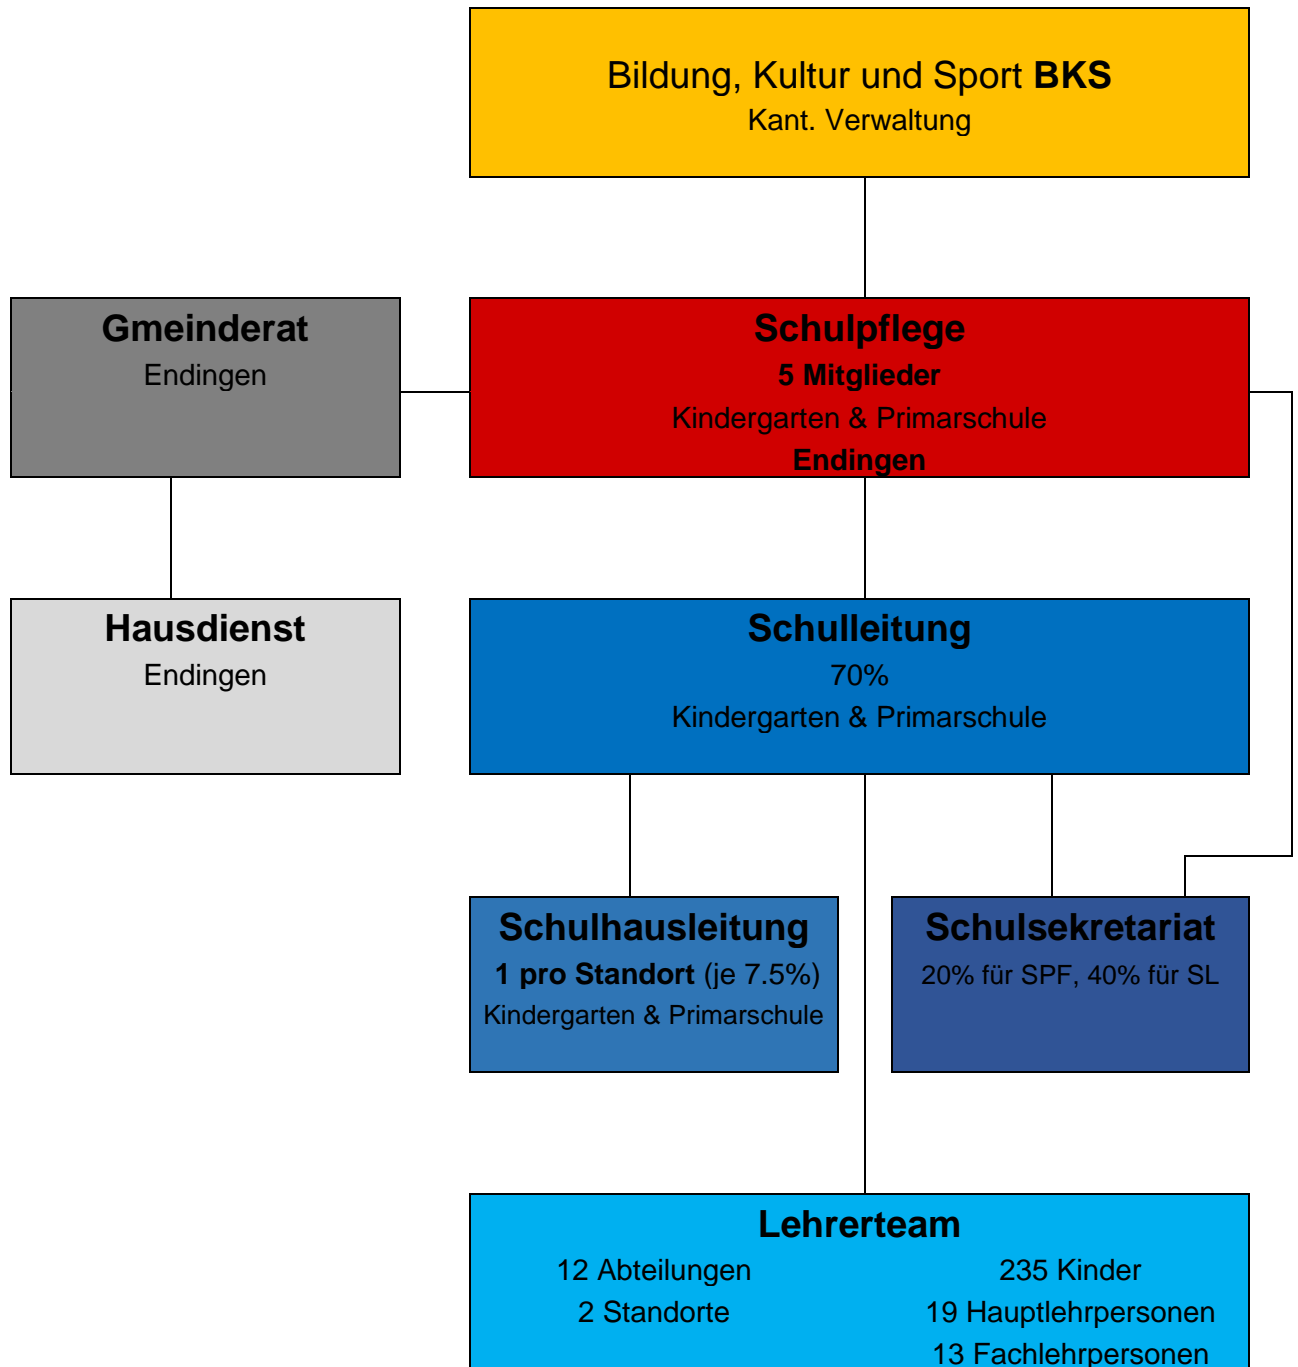 Bildung, Kultur und Sport BKS
Kant. Verwaltung
Gmeinderat
Endingen
Schulpflege
5 Mitglieder
Kindergarten & Primarschule
Endingen
Hausdienst
Endingen
Schulleitung
70%
Kindergarten & Primarschule
Schulhausleitung
1 pro Standort (je 7.5%)
Kindergarten & Primarschule
Schulsekretariat
20% für SPF, 40% für SL
Lehrerteam
12 Abteilungen
2 Standorte
235 Kinder
19 Hauptlehrpersonen
13 Fachlehrpersonen